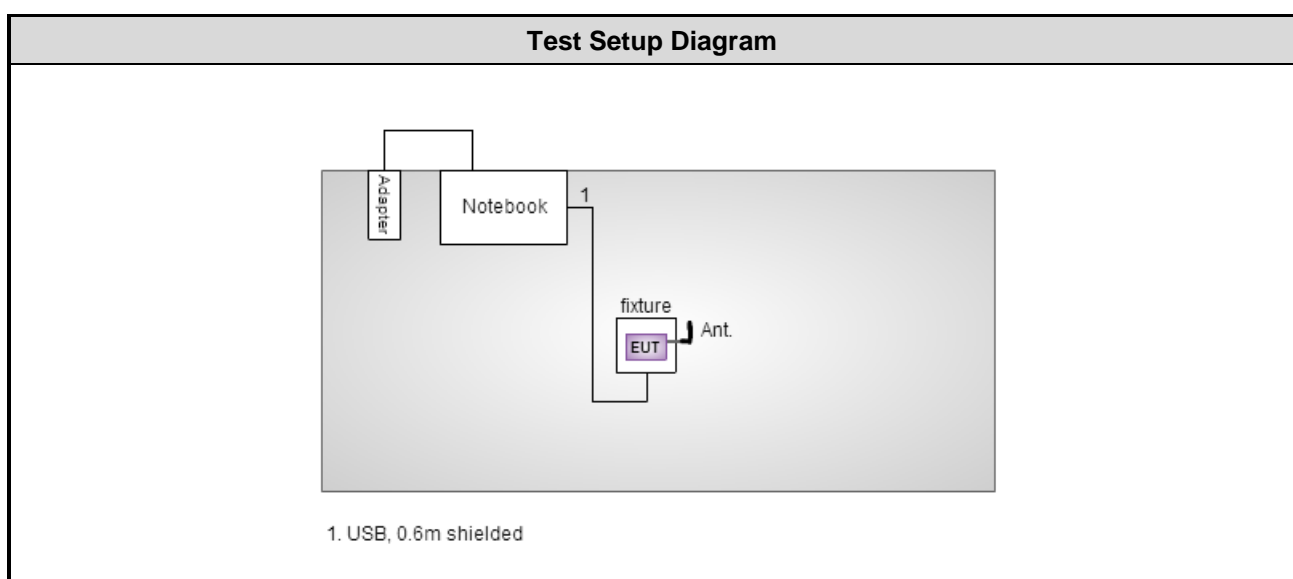 Test Setup Diagram
Adapter
Notebook
1
fixture
EUT
Ant.
1. USB, 0.6m shielded